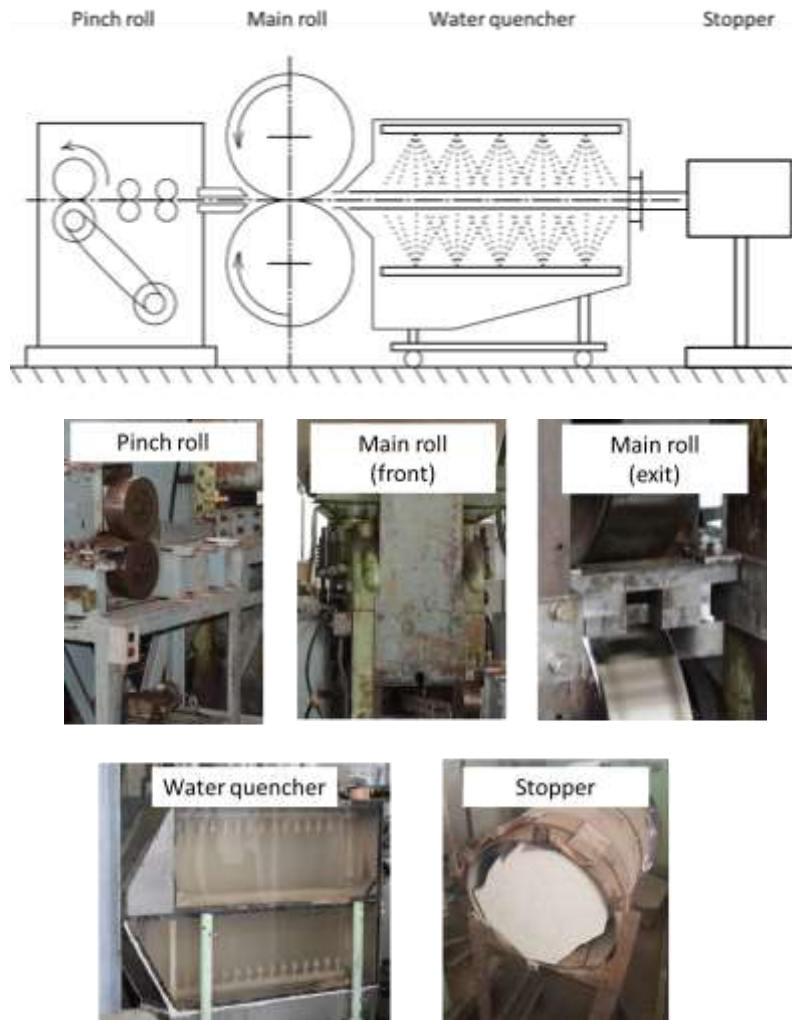 Pinch roll
Main roll
Water quencher
Stopper
Pinch roll
Main roll
(front)
Main roll
(exit)
Water quencher
Stopper